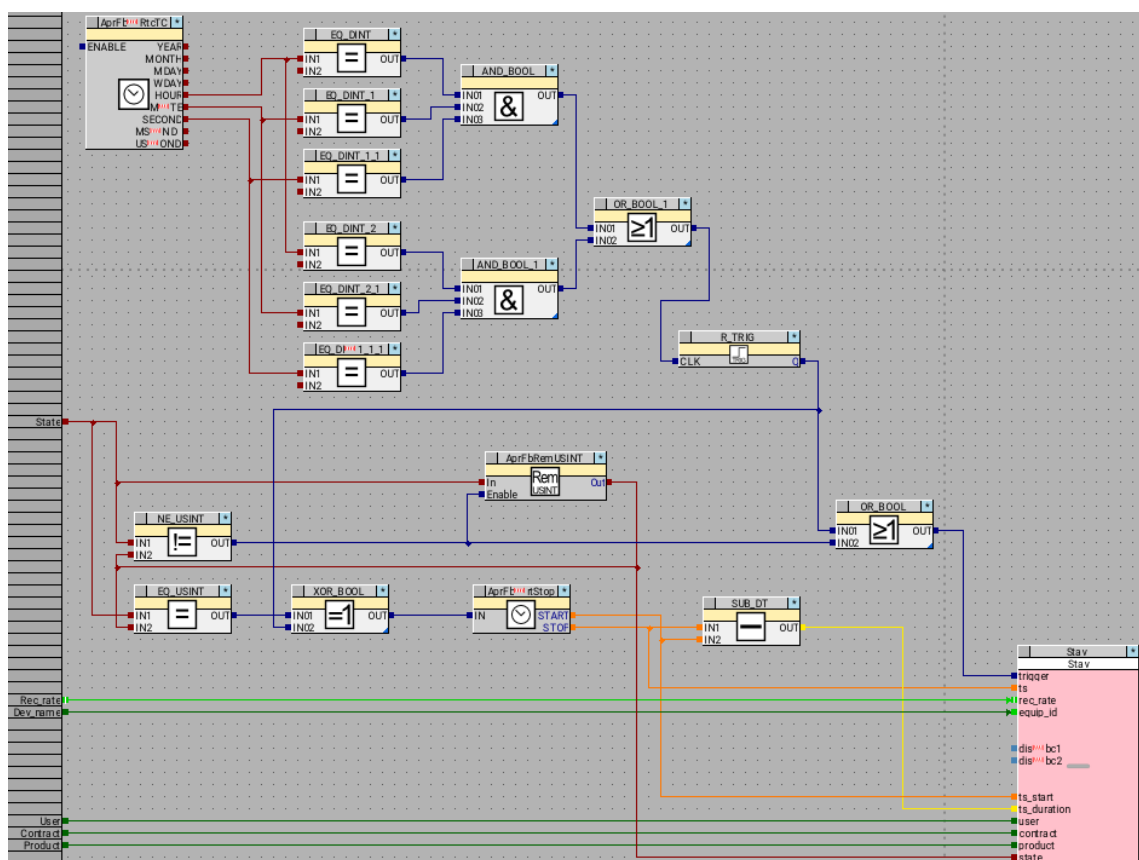 ENABLE
YEAR
MONTH
MDAY
WDAY
HOUR
SECOND
EQ_DINT
IN1 OUT
IN2
EQ_DINT_1
IN1 OUT
IN2
EQ_DINT_1_1
IN1 OUT
IN2
AND_BOOL
&
IN01 OUT
IN02
IN03
OR_BOOL_1
≥1
IN01 OUT
IN02
EQ_DINT_2
IN1 OUT
IN2
EQ_DINT_2_1
IN1 OUT
IN2
IN1 OUT
IN2
AND_BOOL_1
&
IN01 OUT
IN02
IN03
R_TRIG
CLK Q
State
AprFbRemUSINT
Rem
USINT
In Out
Enable
NE_USINT
!=
IN1 OUT
IN2
OR_BOOL
≥1
IN01 OUT
IN02
EQ_USINT
=
IN1 OUT
IN2
XOR_BOOL
=1
IN01 OUT
IN02
IN START
STOP
SUB_DT
IN1 OUT
IN2
Stav
Stav
trigger
ts
rec_rate
equip_id
ts_start
ts_duration
user
contract
product
state
Rec_rate
Dev_name
User
Contract
Product